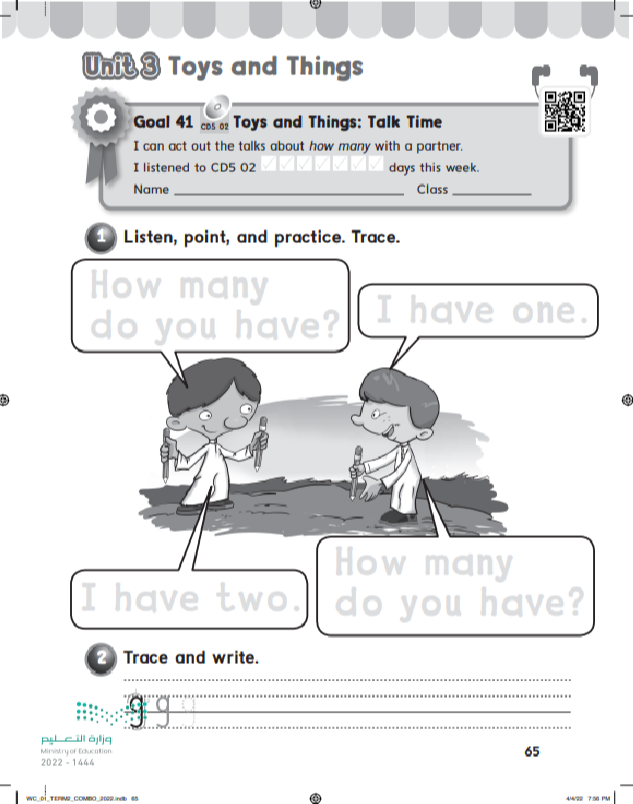 Unit 3 Toys and Things
Goal 41 CD5 02 Toys and Things: Talk Time
I can act out the talks about how many with a partner.
I listened to CD5 02 days this week.
Name Class
1 Listen, point, and practice. Trace.
How many
do you have?
I have one.
I have two.
How many
do you have?
2 Trace and write.
g g g
وزارة التعليم
Ministry of Education
2022 - 1444
65
WC_01_TERM2_COMBO_2022.indb 65
4/4/22 7:56 PM